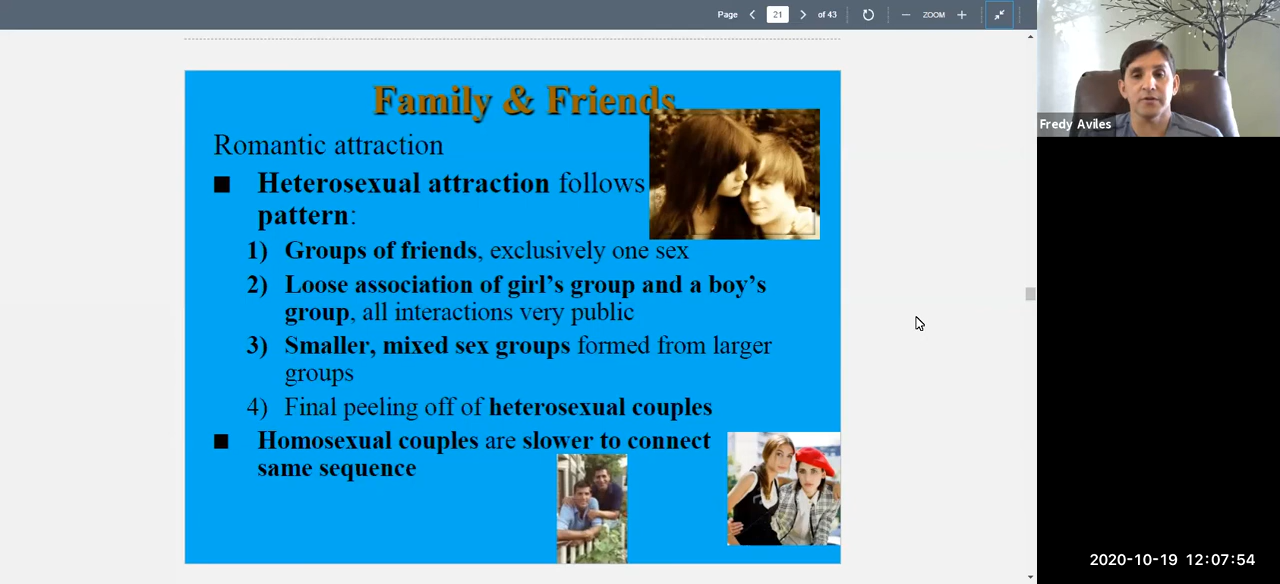 Page 21 of 43 ZOOM
Fredy Aviles
Family & Friends
Romantic attraction
■ Heterosexual attraction follows
pattern:
1) Groups of friends, exclusively one sex
2) Loose association of girl's group and a boy's
group, all interactions very public
3) Smaller, mixed sex groups formed from larger
groups
4) Final peeling off of heterosexual couples
■ Homosexual couples are slower to connect
same sequence
2020-10-19 12:07:54